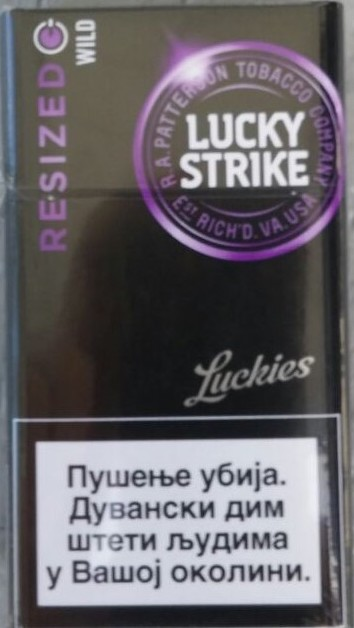 RESIZED
WILD
R.A. PATTERSON TOBACCO COMPANY
LUCKY
STRIKE
EST RICH'D. VA. USA
Luckies
Пушење убија.
Дувански дим
штети људима
у Вашој околини.